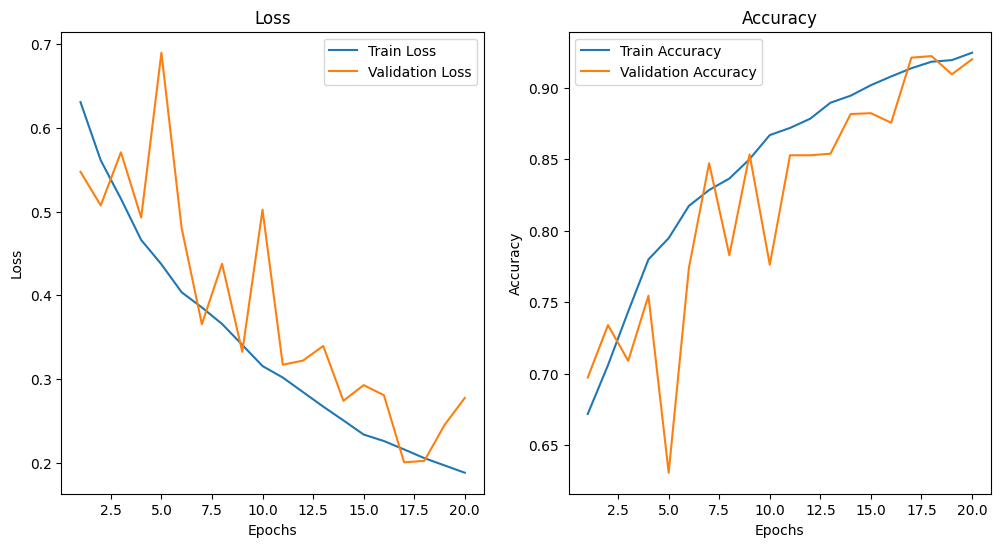 Loss
Train Loss
Validation Loss
0.7
0.6
0.5
0.4
0.3
0.2
Loss
2.5 5.0 7.5 10.0 12.5 15.0 17.5 20.0
Epochs
Accuracy
Train Accuracy
Validation Accuracy
0.90
0.85
0.80
0.75
0.70
0.65
Accuracy
2.5 5.0 7.5 10.0 12.5 15.0 17.5 20.0
Epochs